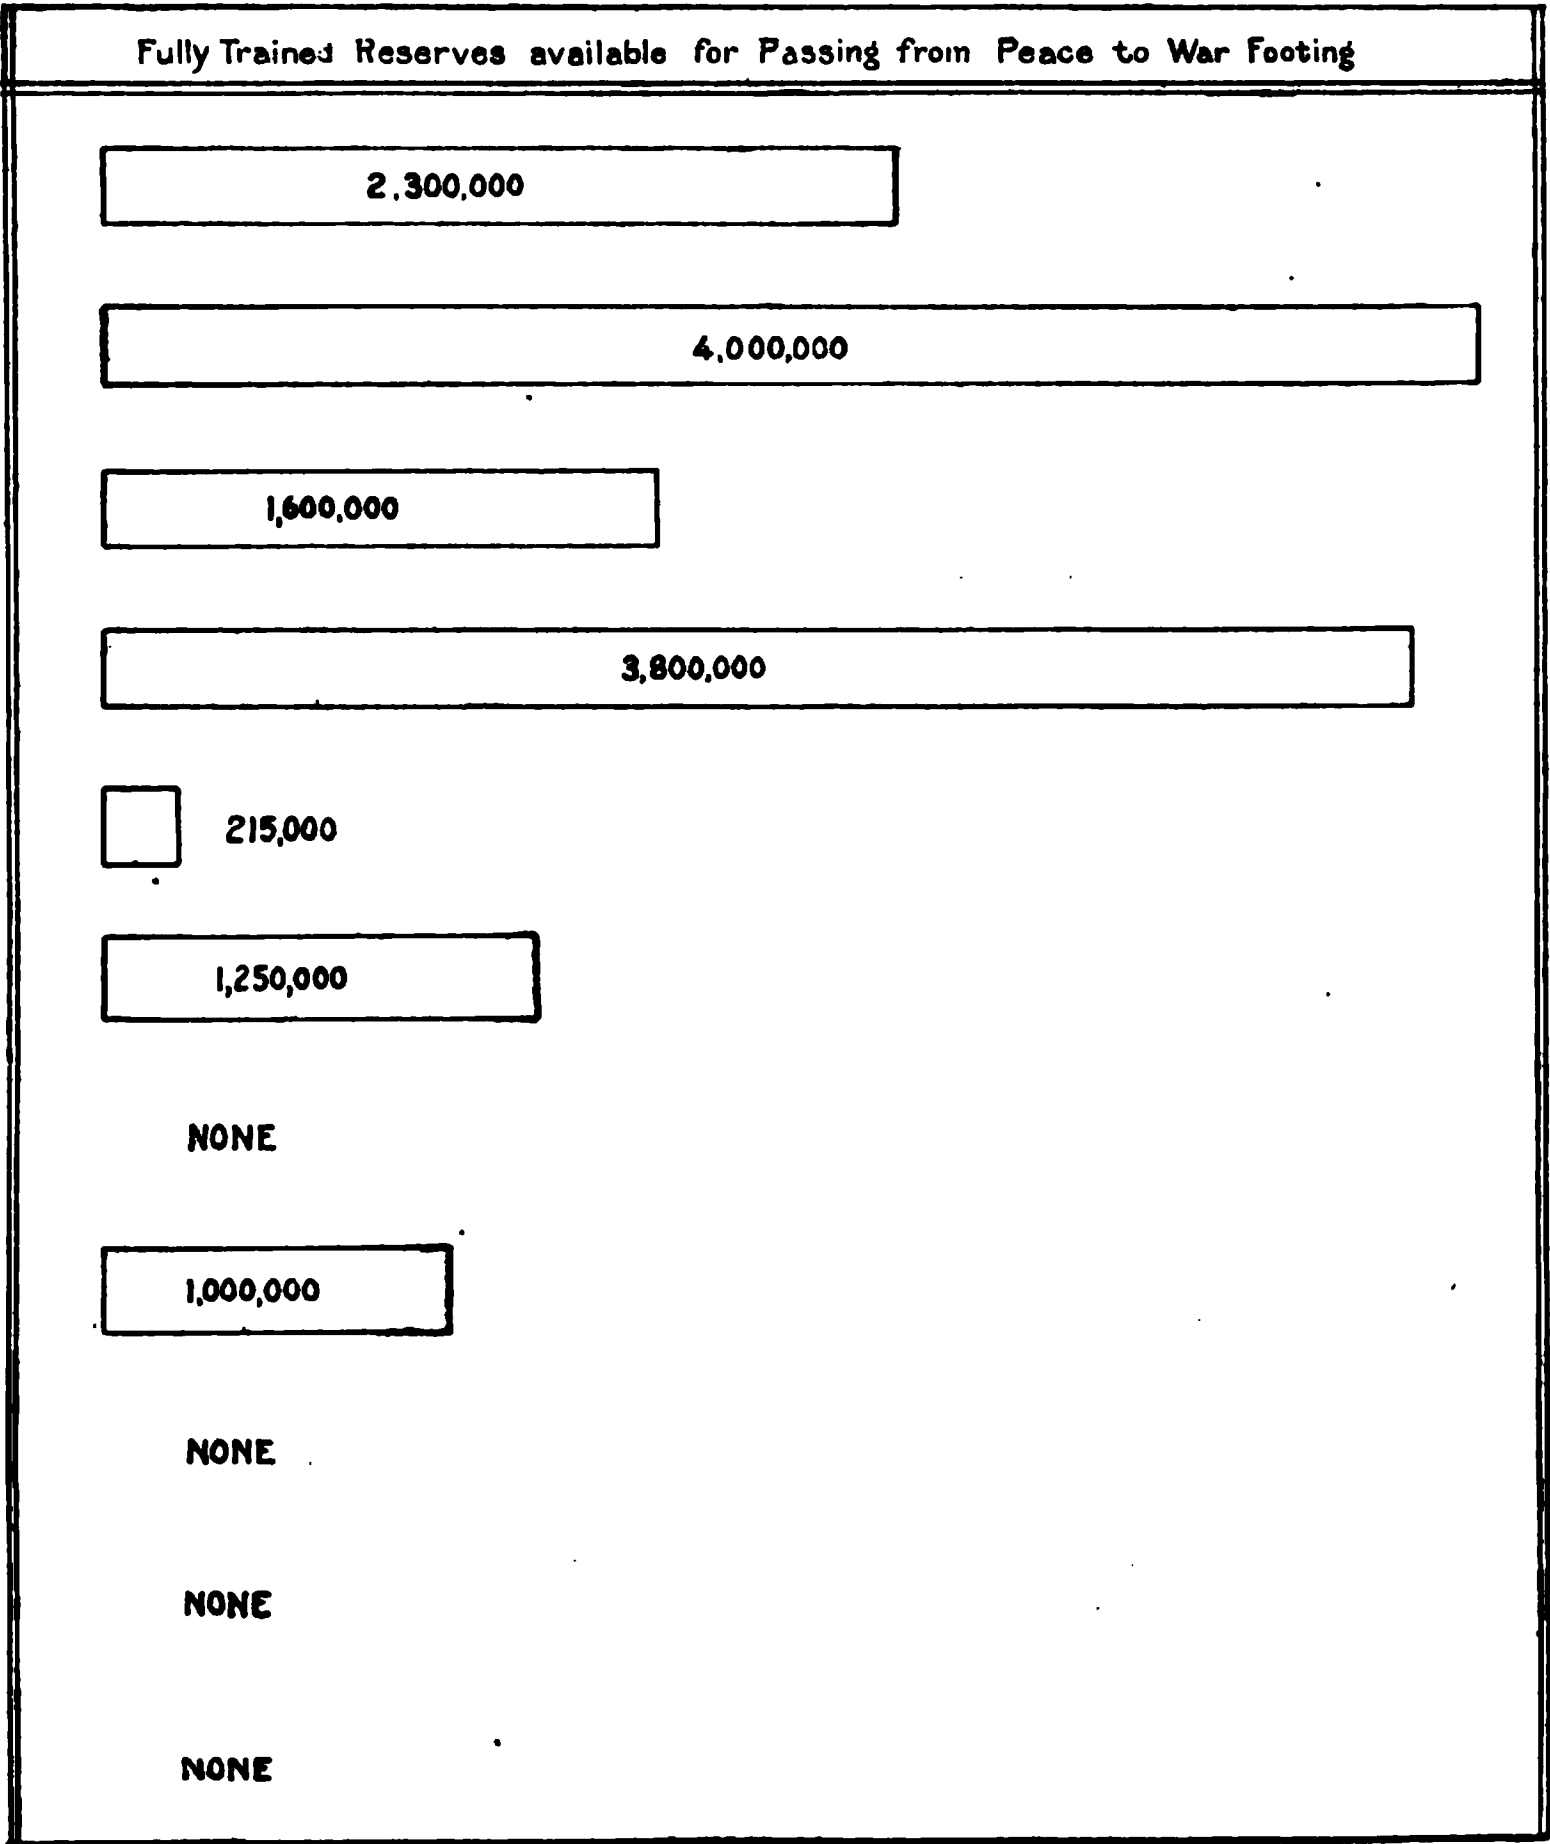 Fully Trained Reserves available for Passing from Peace to War Footing
2,300,000
4,000,000
1,600,000
3,800,000
215,000
1,250,000
NONE
1,000,000
NONE
NONE
NONE